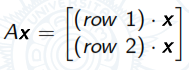 Ax = [(row 1) · x
(row 2) · x]